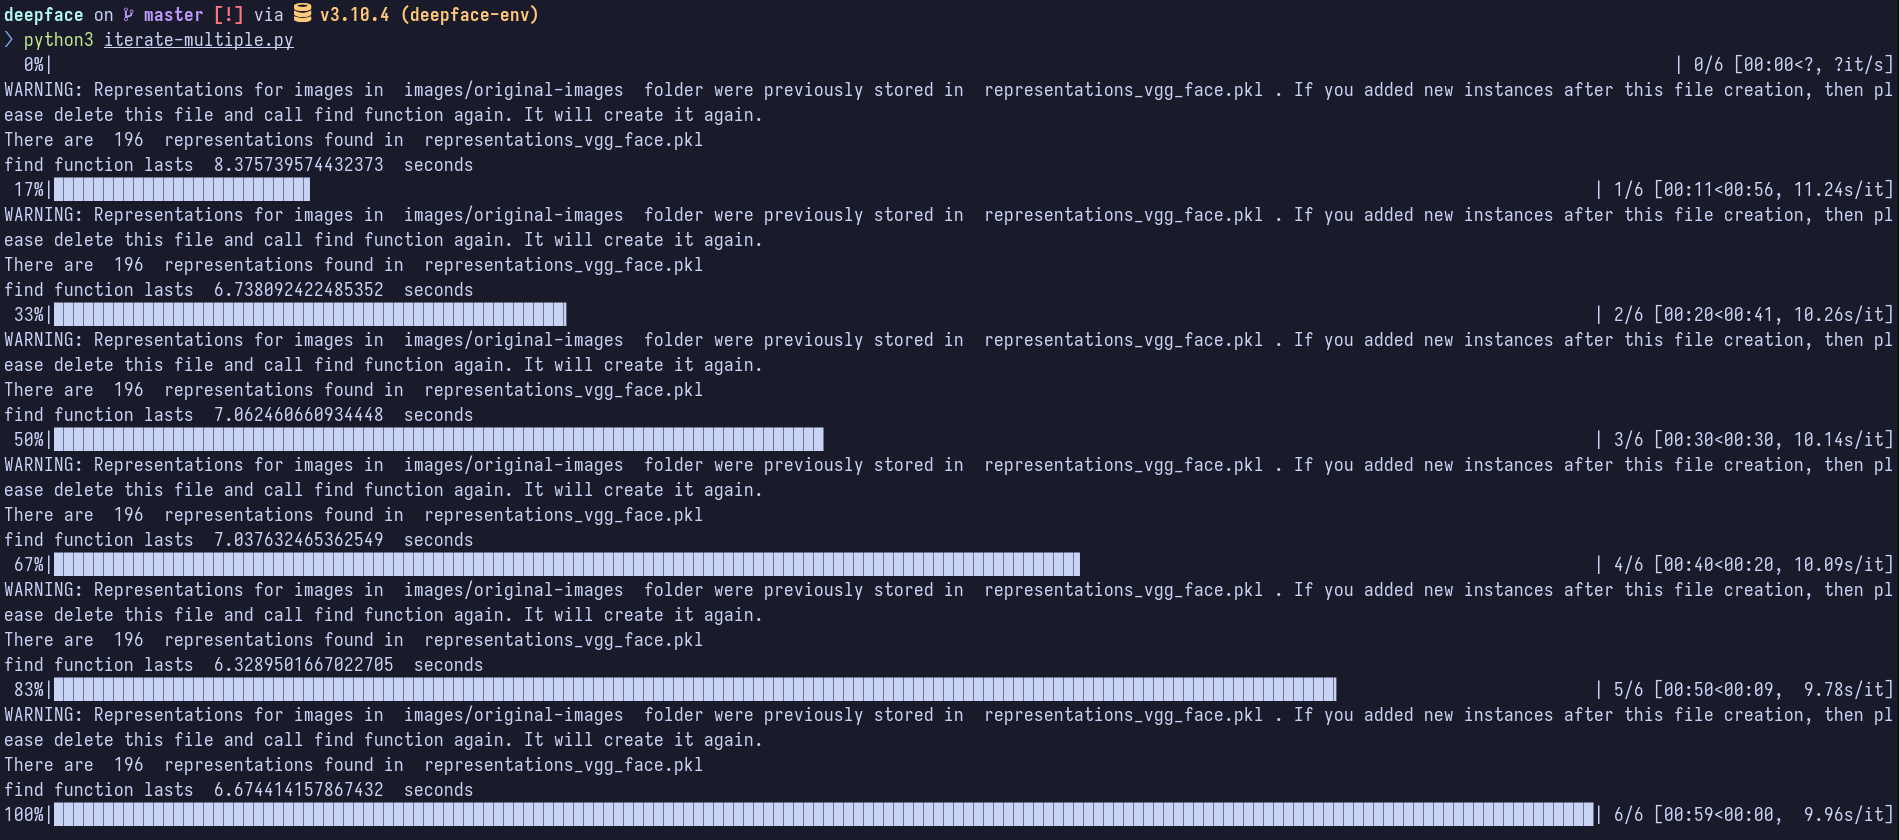 deepface on master [!] via v3.10.4 (deepface-env)
❯ python3 iterate-multiple.py
  0%| | 0/6 [00:00<?, ?it/s]
WARNING: Representations for images in  images/original-images  folder were previously stored in  representations_vgg_face.pkl . If you added new instances after this file creation, then pl
ease delete this file and call find function again. It will create it again.
There are  196  representations found in  representations_vgg_face.pkl
find function lasts  8.375739574432373  seconds
 17%| | 1/6 [00:11<00:56, 11.24s/it]
WARNING: Representations for images in  images/original-images  folder were previously stored in  representations_vgg_face.pkl . If you added new instances after this file creation, then pl
ease delete this file and call find function again. It will create it again.
There are  196  representations found in  representations_vgg_face.pkl
find function lasts  6.738092422485352  seconds
 33%| | 2/6 [00:20<00:41, 10.26s/it]
WARNING: Representations for images in  images/original-images  folder were previously stored in  representations_vgg_face.pkl . If you added new instances after this file creation, then pl
ease delete this file and call find function again. It will create it again.
There are  196  representations found in  representations_vgg_face.pkl
find function lasts  7.062460660934448  seconds
 50%| | 3/6 [00:30<00:30, 10.14s/it]
WARNING: Representations for images in  images/original-images  folder were previously stored in  representations_vgg_face.pkl . If you added new instances after this file creation, then pl
ease delete this file and call find function again. It will create it again.
There are  196  representations found in  representations_vgg_face.pkl
find function lasts  7.037632465362549  seconds
 67%| | 4/6 [00:40<00:20, 10.09s/it]
WARNING: Representations for images in  images/original-images  folder were previously stored in  representations_vgg_face.pkl . If you added new instances after this file creation, then pl
ease delete this file and call find function again. It will create it again.
There are  196  representations found in  representations_vgg_face.pkl
find function lasts  6.3289501667022705  seconds
 83%| | 5/6 [00:50<00:09,  9.78s/it]
WARNING: Representations for images in  images/original-images  folder were previously stored in  representations_vgg_face.pkl . If you added new instances after this file creation, then pl
ease delete this file and call find function again. It will create it again.
There are  196  representations found in  representations_vgg_face.pkl
find function lasts  6.674414157867432  seconds
100%| | 6/6 [00:59<00:00,  9.96s/it]